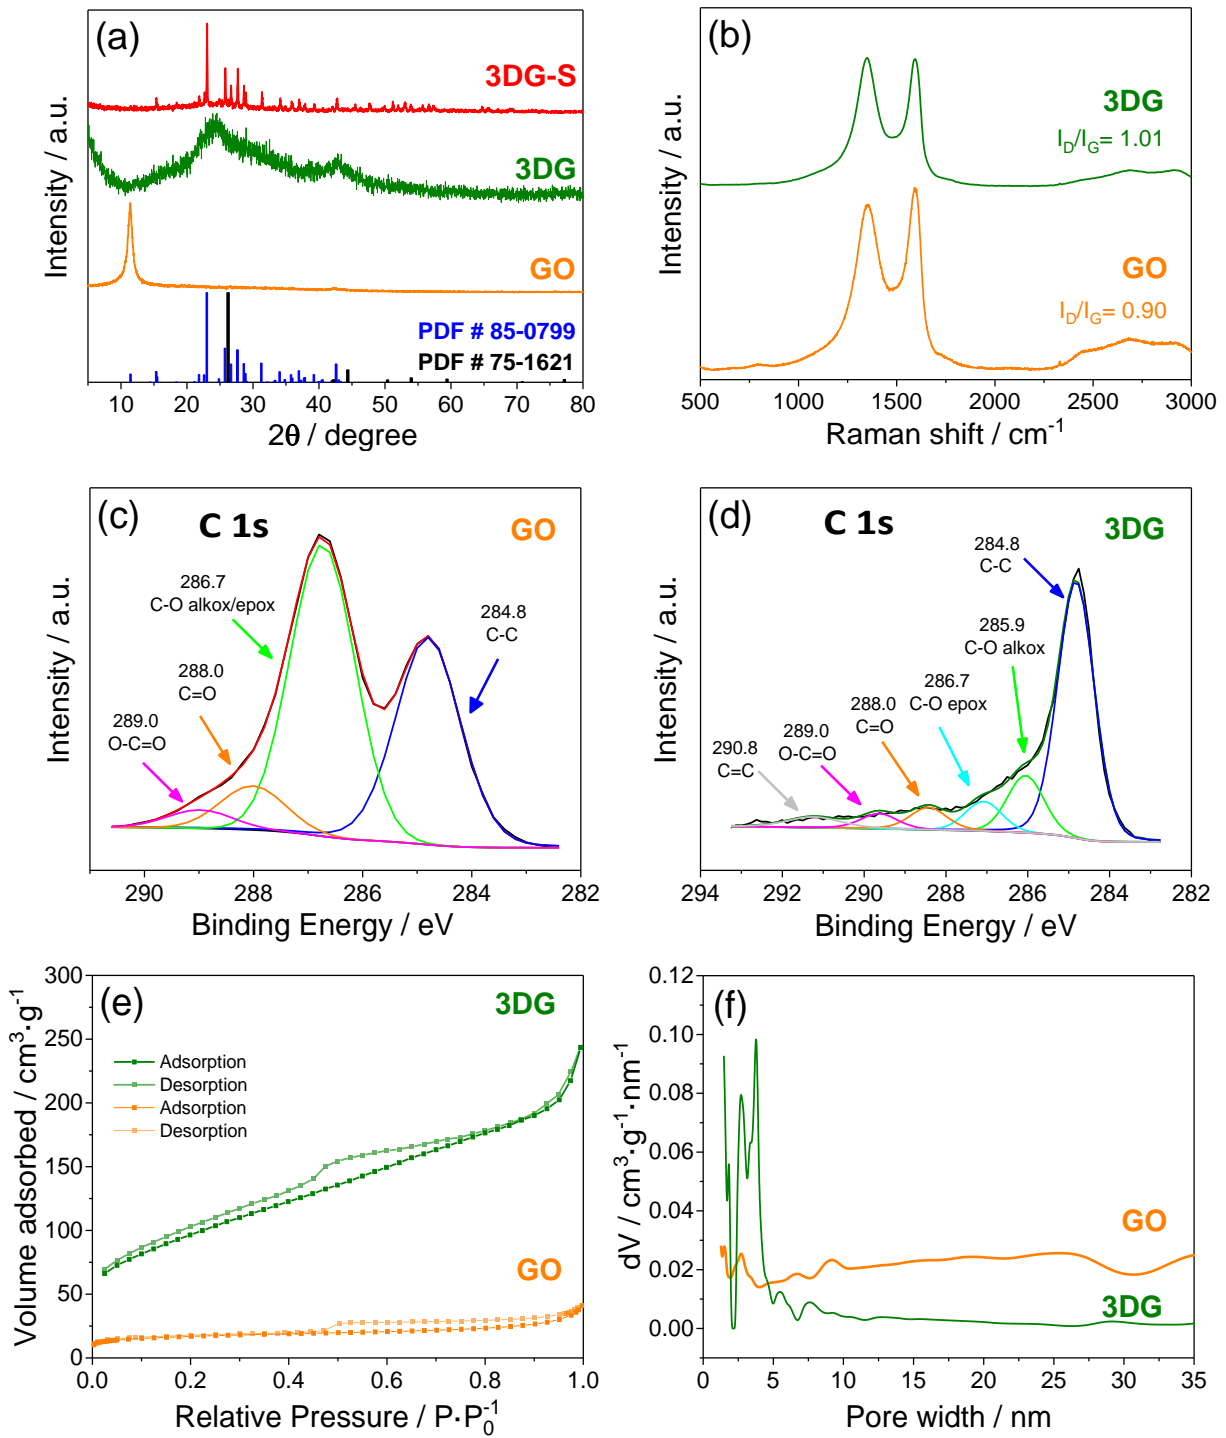 (a)
3DG-S
3DG
GO
PDF # 85-0799
PDF # 75-1621
Intensity / a.u.
10 20 30 40 50 60 70 80
2θ / degree
(b)
3DG
I_D/I_G= 1.01
GO
I_D/I_G= 0.90
Intensity / a.u.
500 1000 1500 2000 2500 3000
Raman shift / cm⁻¹
(c)
C 1s
GO
286.7
C-O alkox/epox
284.8
C-C
288.0
C=O
289.0
O-C=O
Intensity / a.u.
290 288 286 284 282
Binding Energy / eV
(d)
C 1s
3DG
284.8
C-C
285.9
C-O alkox
286.7
C-O epox
288.0
C=O
289.0
O-C=O
290.8
C=C
Intensity / a.u.
294 292 290 288 286 284 282
Binding Energy / eV
(e)
3DG
Adsorption
Desorption
Adsorption
Desorption
GO
300
250
200
150
100
50
0
Volume adsorbed / cm³·g⁻¹
0.0 0.2 0.4 0.6 0.8 1.0
Relative Pressure / P·P₀⁻¹
(f)
GO
3DG
0.12
0.10
0.08
0.06
0.04
0.02
0.00
dV / cm³·g⁻¹·nm⁻¹
0 5 10 15 20 25 30 35
Pore width / nm